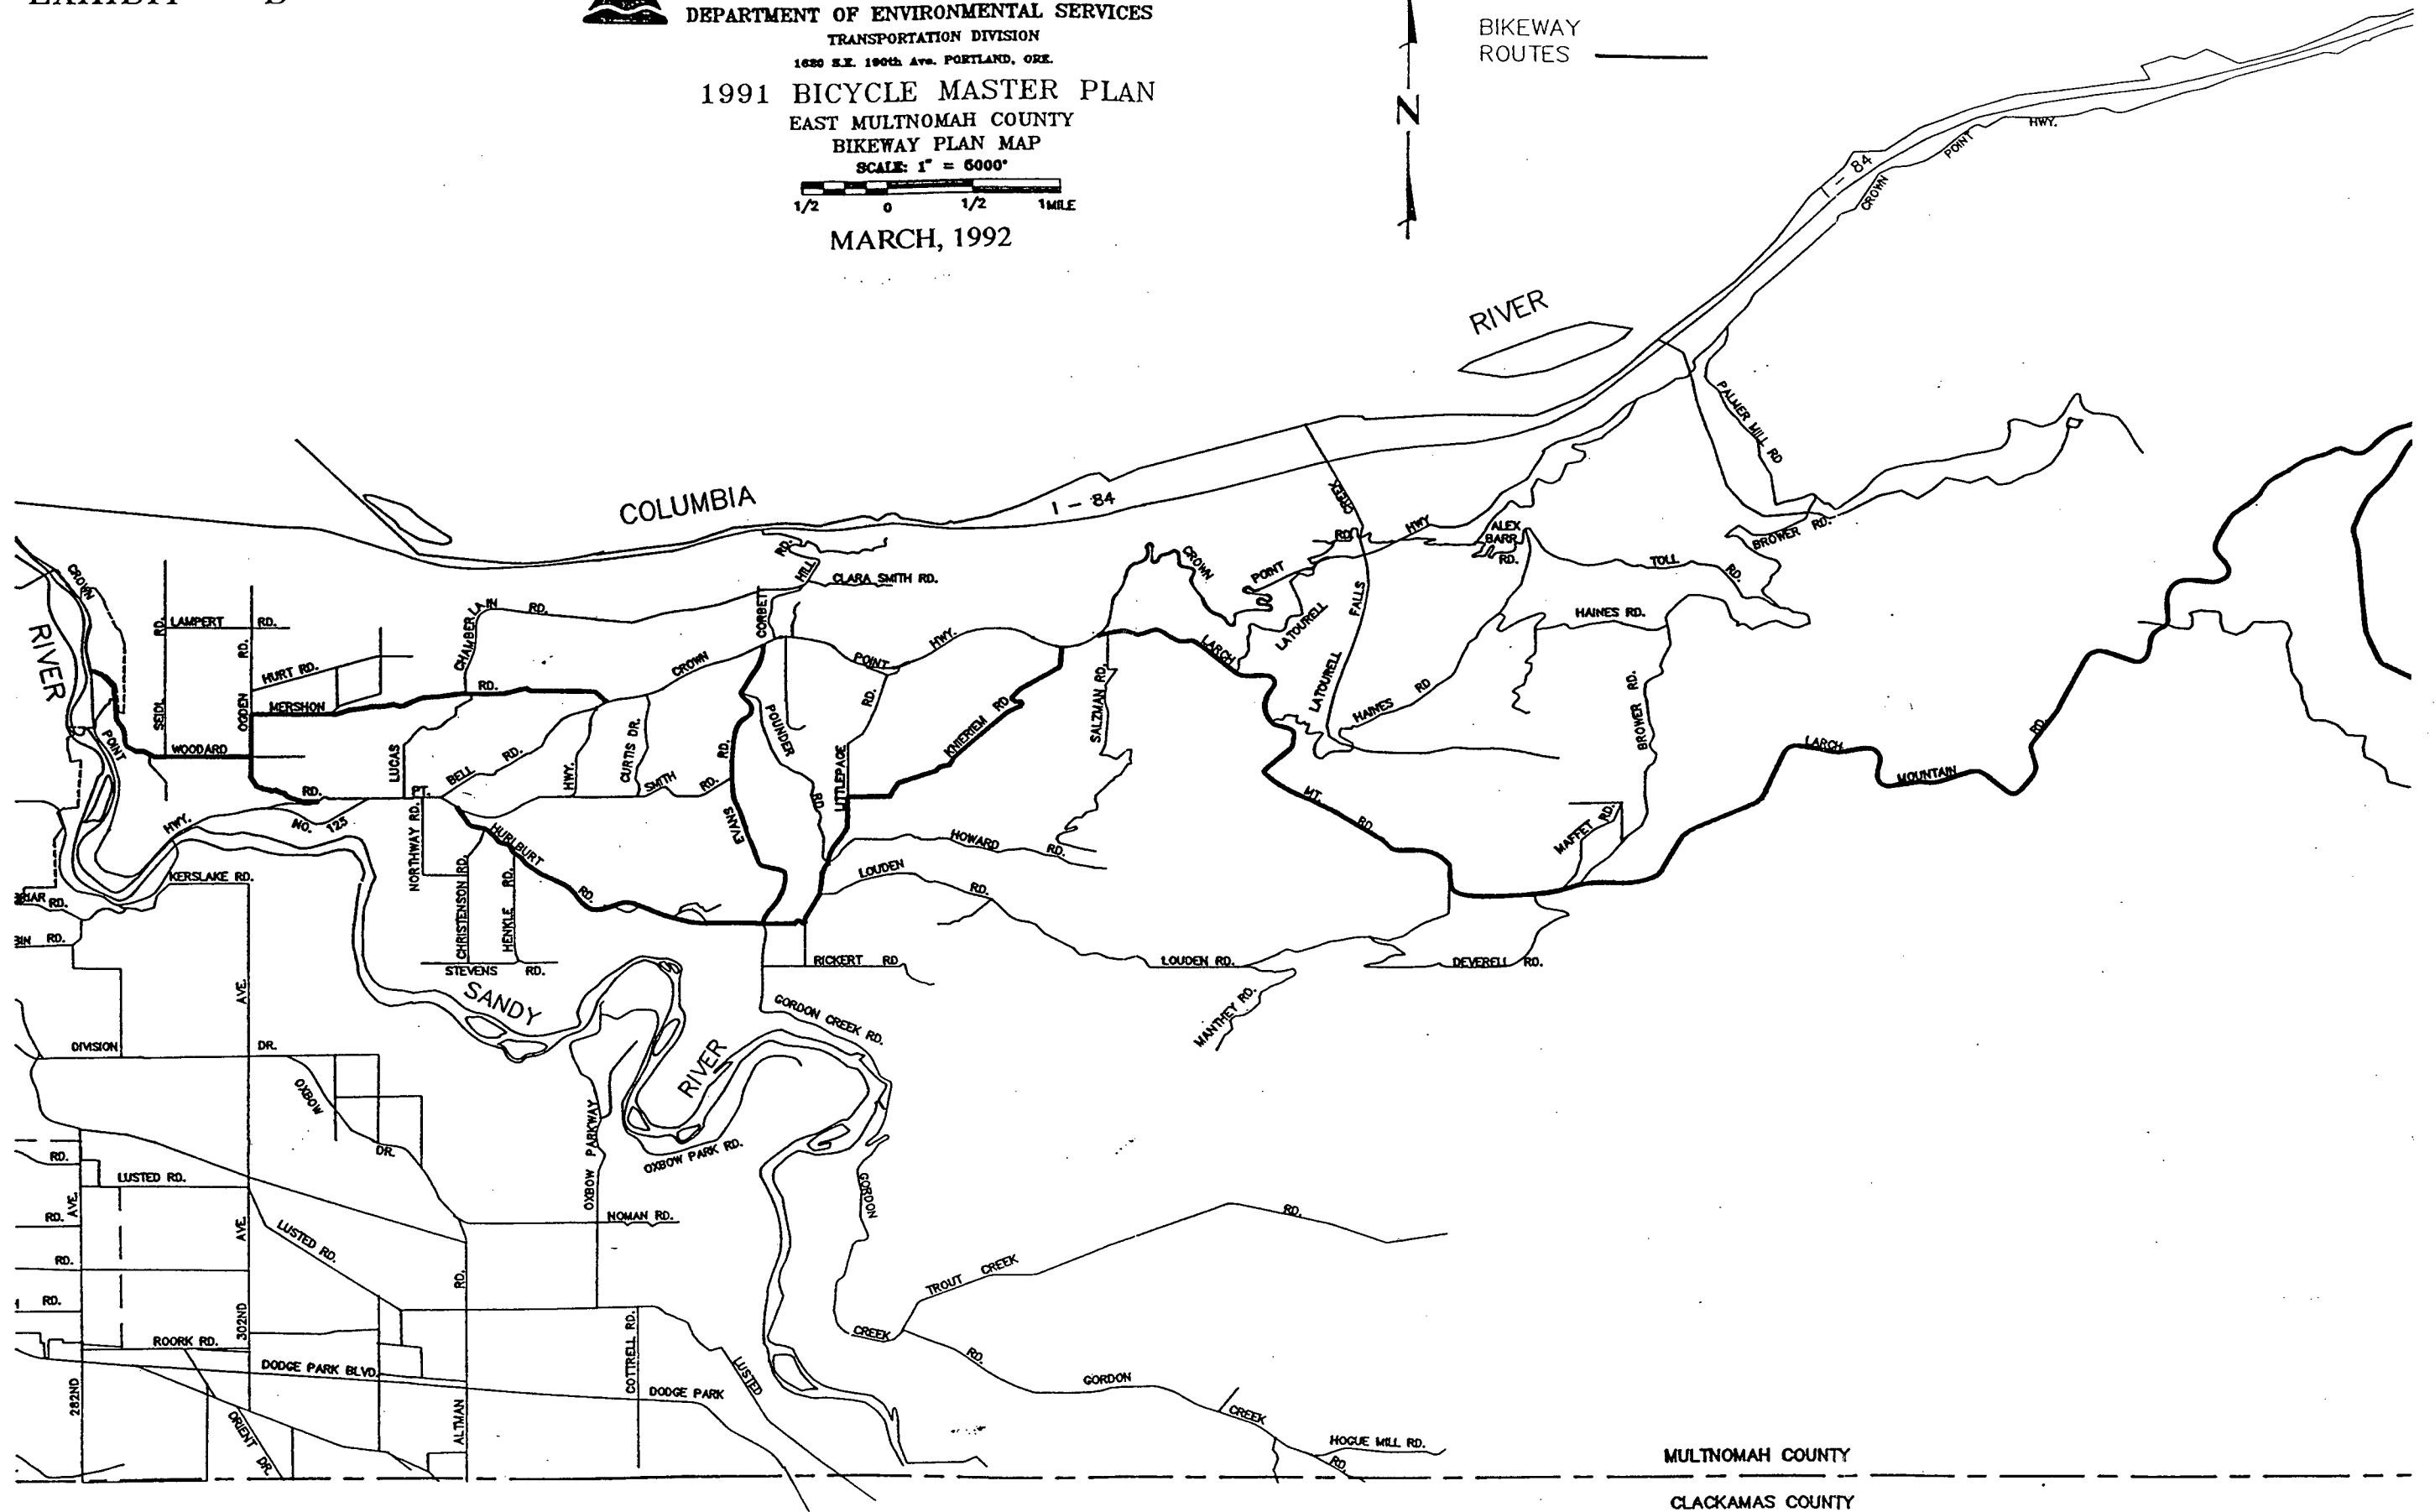 DEPARTMENT OF ENVIRONMENTAL SERVICES
TRANSPORTATION DIVISION
1620 S.E. 190th Ave. PORTLAND, ORE.
1991 BICYCLE MASTER PLAN
EAST MULTNOMAH COUNTY
BIKEWAY PLAN MAP
SCALE: 1" = 6000'
1/2 0 1/2 1 MILE
MARCH, 1992
BIKEWAY
ROUTES
N
HWY.
POINT
I - 84
CROWN
RIVER
PALMER MILL RD
COLUMBIA
I - 84
CREEK
HWY
ALEX
BARR
RD.
RD.
BROWER RD.
TOLL
RD.
HAINES RD.
CROWN
POINT
LATOURELL
FALLS
LATOURELL
HAINES RD
BROWER RD.
LARCH
MT.
RD
LARCH
MOUNTAIN
RD.
MAFFET RD.
RD.
HILL
CLARA SMITH RD.
CORBETT
CROWN
POINT
HWY.
CHAMBERLAIN RD.
CROWN
RIVER
POINT
SEIDL RD.
LAMPERT RD.
OGDEN RD.
HURT RD.
MERSHON
RD.
WOODARD
RD.
LUCAS
PT.
BELL RD.
HWY.
CURTIS DR.
SMITH RD.
EVANS
RD.
POUNDER
RD
LITTLEPAGE
RD.
KNIERIEM RD
SALZMAN RD.
HWY.
NO. 125
NORTHWAY RD.
HURLBURT
RD.
CHRISTENSON RD.
HENKLE RD.
STEVENS RD.
HOWARD RD.
LOUDEN
RD.
RICKERT RD
LOUDEN RD.
DEVERELL RD.
MANTHEY RD.
KERSLAKE RD.
RD.
RD.
AVE.
SANDY
RIVER
GORDON CREEK RD.
DIVISION
DR.
OXBOW
DR.
OXBOW PARKWAY
OXBOW PARK RD.
RD.
LUSTED RD.
AVE.
RD.
AVE.
LUSTED RD.
HOMAN RD.
RD.
RD.
RD.
GORDON
TROUT CREEK
RD.
CREEK
RD.
GORDON
CREEK
HOGUE MILL RD.
RD.
ROORK RD.
302ND
282ND
DODGE PARK BLVD.
ORIENT
DR.
ALTMAN
COTTRELL RD.
DODGE PARK
LUSTED
MULTNOMAH COUNTY
CLACKAMAS COUNTY